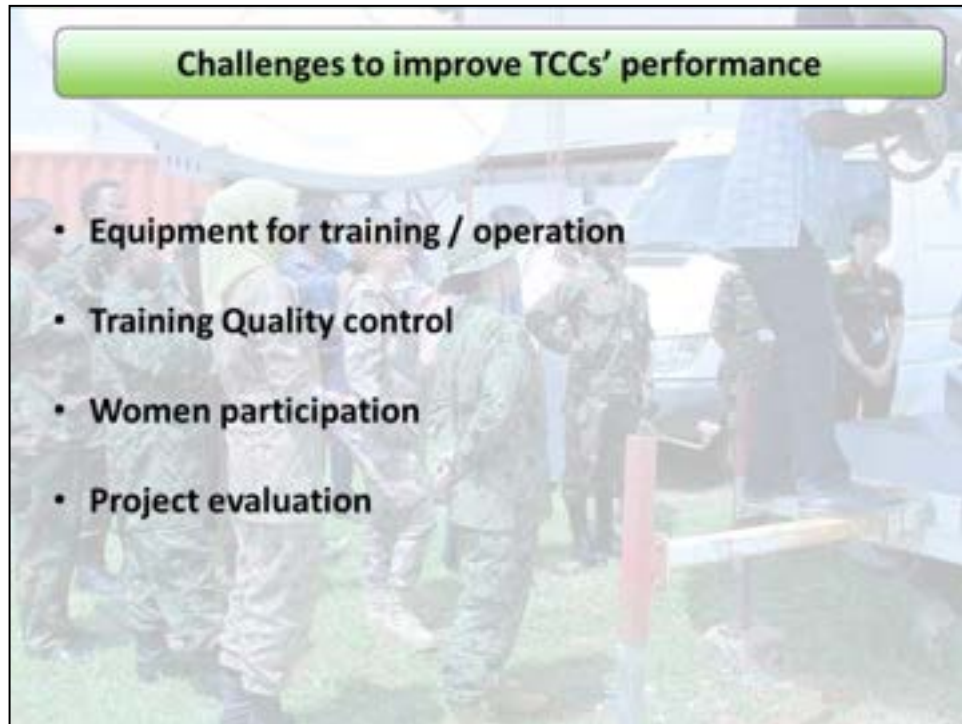 Challenges to improve TCCs' performance
• Equipment for training / operation
• Training Quality control
• Women participation
• Project evaluation